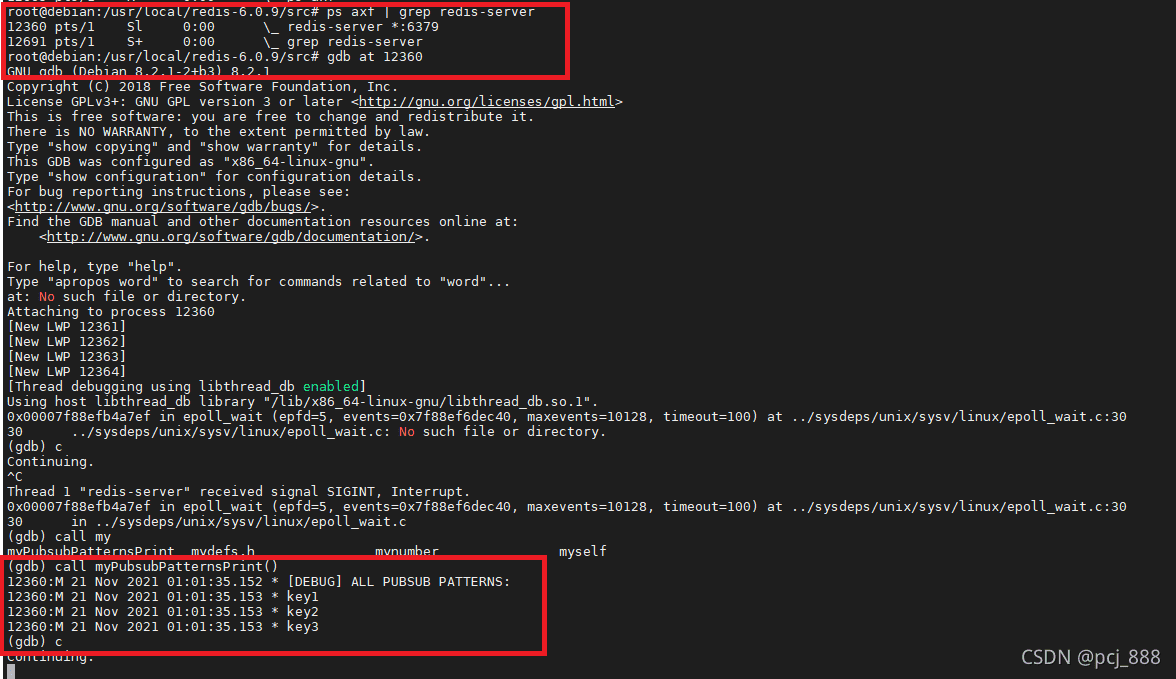 root@debian:/usr/local/redis-6.0.9/src# ps axf | grep redis-server
12360 pts/1    Sl     0:00      \_ redis-server *:6379
12691 pts/1    S+     0:00      \_ grep redis-server
root@debian:/usr/local/redis-6.0.9/src# gdb at 12360
GNU gdb (Debian 8.2.1-2+b3) 8.2.1
Copyright (C) 2018 Free Software Foundation, Inc.
License GPLv3+: GNU GPL version 3 or later <http://gnu.org/licenses/gpl.html>
This is free software: you are free to change and redistribute it.
There is NO WARRANTY, to the extent permitted by law.
Type "show copying" and "show warranty" for details.
This GDB was configured as "x86_64-linux-gnu".
Type "show configuration" for configuration details.
For bug reporting instructions, please see:
<http://www.gnu.org/software/gdb/bugs/>.
Find the GDB manual and other documentation resources online at:
    <http://www.gnu.org/software/gdb/documentation/>.
For help, type "help".
Type "apropos word" to search for commands related to "word"...
at: No such file or directory.
Attaching to process 12360
[New LWP 12361]
[New LWP 12362]
[New LWP 12363]
[New LWP 12364]
[Thread debugging using libthread_db enabled]
Using host libthread_db library "/lib/x86_64-linux-gnu/libthread_db.so.1".
0x00007f88efb4a7ef in epoll_wait (epfd=5, events=0x7f88ef6dec40, maxevents=10128, timeout=100) at ../sysdeps/unix/sysv/linux/epoll_wait.c:30
30      ../sysdeps/unix/sysv/linux/epoll_wait.c: No such file or directory.
(gdb) c
Continuing.
^C
Thread 1 "redis-server" received signal SIGINT, Interrupt.
0x00007f88efb4a7ef in epoll_wait (epfd=5, events=0x7f88ef6dec40, maxevents=10128, timeout=100) at ../sysdeps/unix/sysv/linux/epoll_wait.c:30
30      in ../sysdeps/unix/sysv/linux/epoll_wait.c
(gdb) call my
myPubsubPatternsPrint  mydefs.h               mynumber               myself
(gdb) call myPubsubPatternsPrint()
12360:M 21 Nov 2021 01:01:35.152 * [DEBUG] ALL PUBSUB PATTERNS:
12360:M 21 Nov 2021 01:01:35.153 * key1
12360:M 21 Nov 2021 01:01:35.153 * key2
12360:M 21 Nov 2021 01:01:35.153 * key3
(gdb) c
Continuing.
CSDN @pcj_888